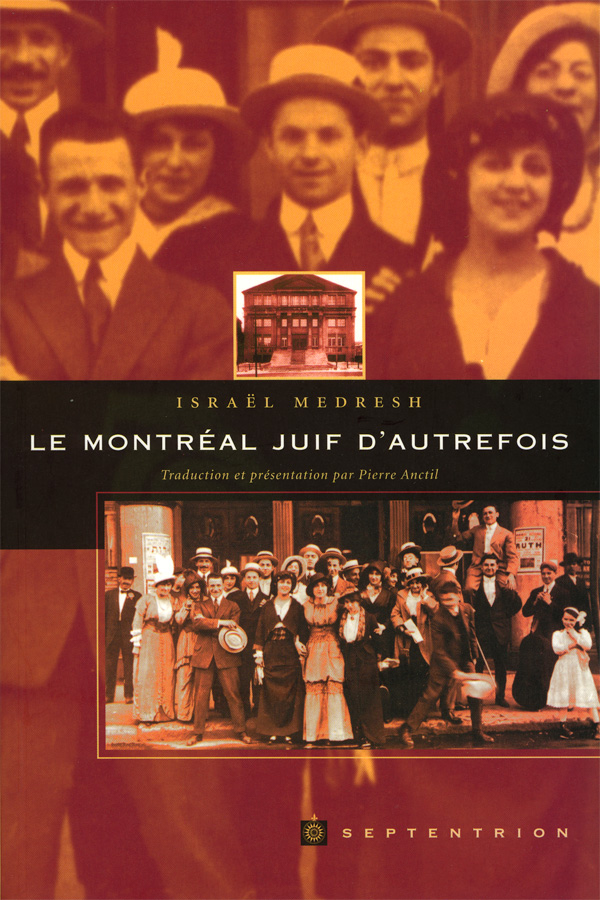 ISRAËL MEDRESH
LE MONTRÉAL JUIF D'AUTREFOIS
Traduction et présentation par Pierre Anctil
RUTH
SEPTENTRION